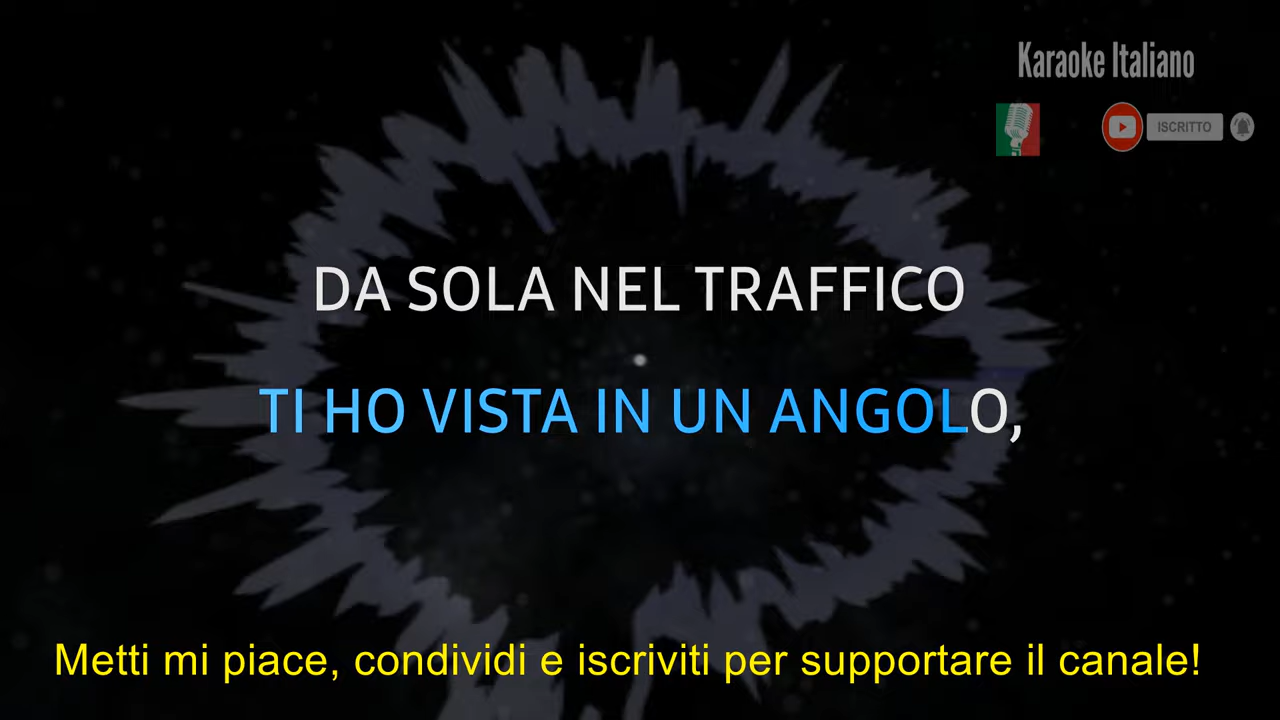 Karaoke Italiano
ISCRITTO
DA SOLA NEL TRAFFICO
TI HO VISTA IN UN ANGOLO,
Metti mi piace, condividi e iscriviti per supportare il canale!